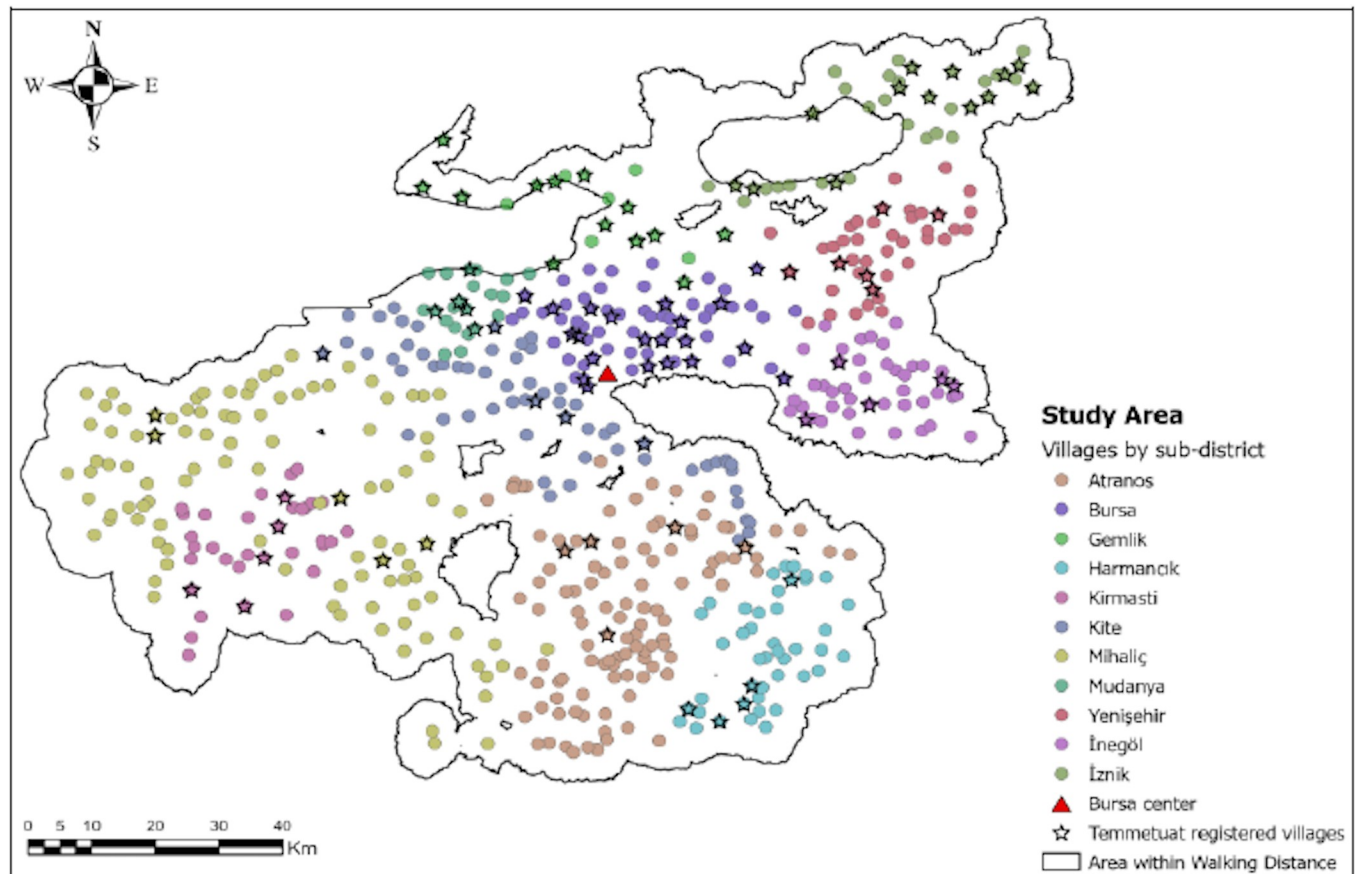 N
W E
S
Study Area
Villages by sub-district
Atranos
Bursa
Gemlik
Harmançık
Kirmasti
Kite
Mihaliç
Mudanya
Yenişehir
İnegöl
İznik
Bursa center
Temmetuat registered villages
Area within Walking Distance
0 5 10 20 30 40
Km